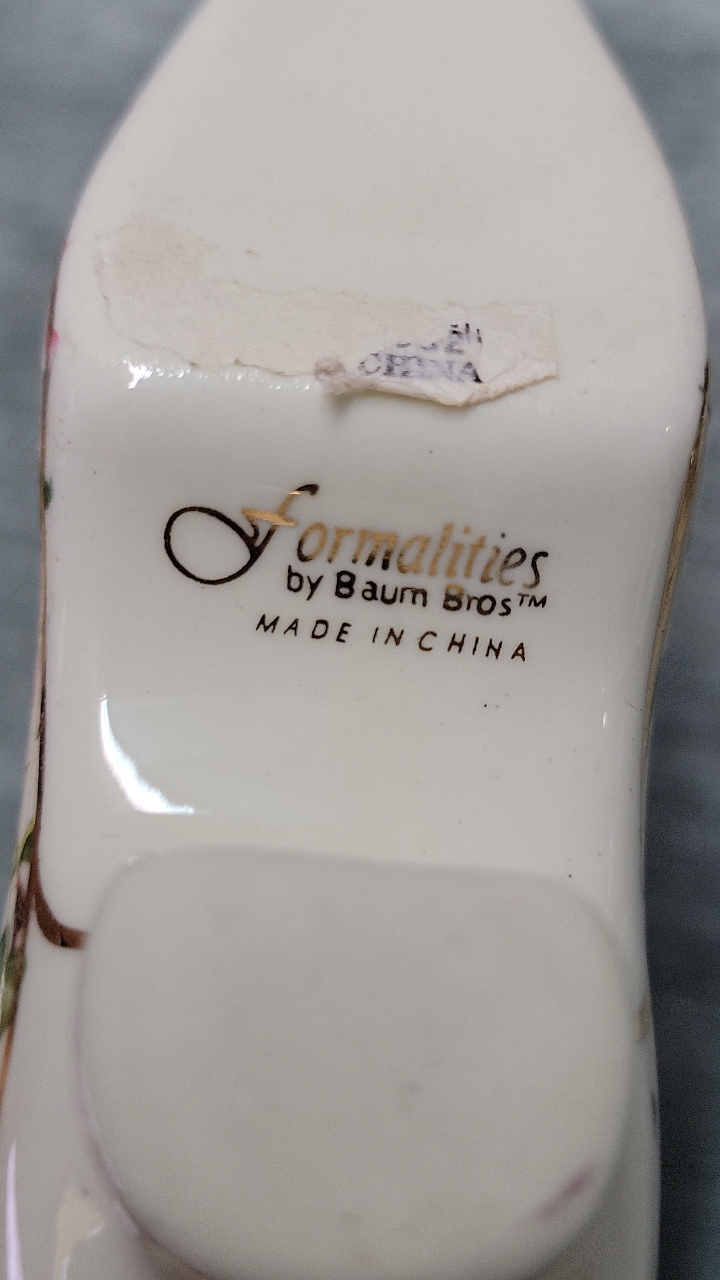 CHINA
formalities
by Baum Bros™
MADE IN CHINA